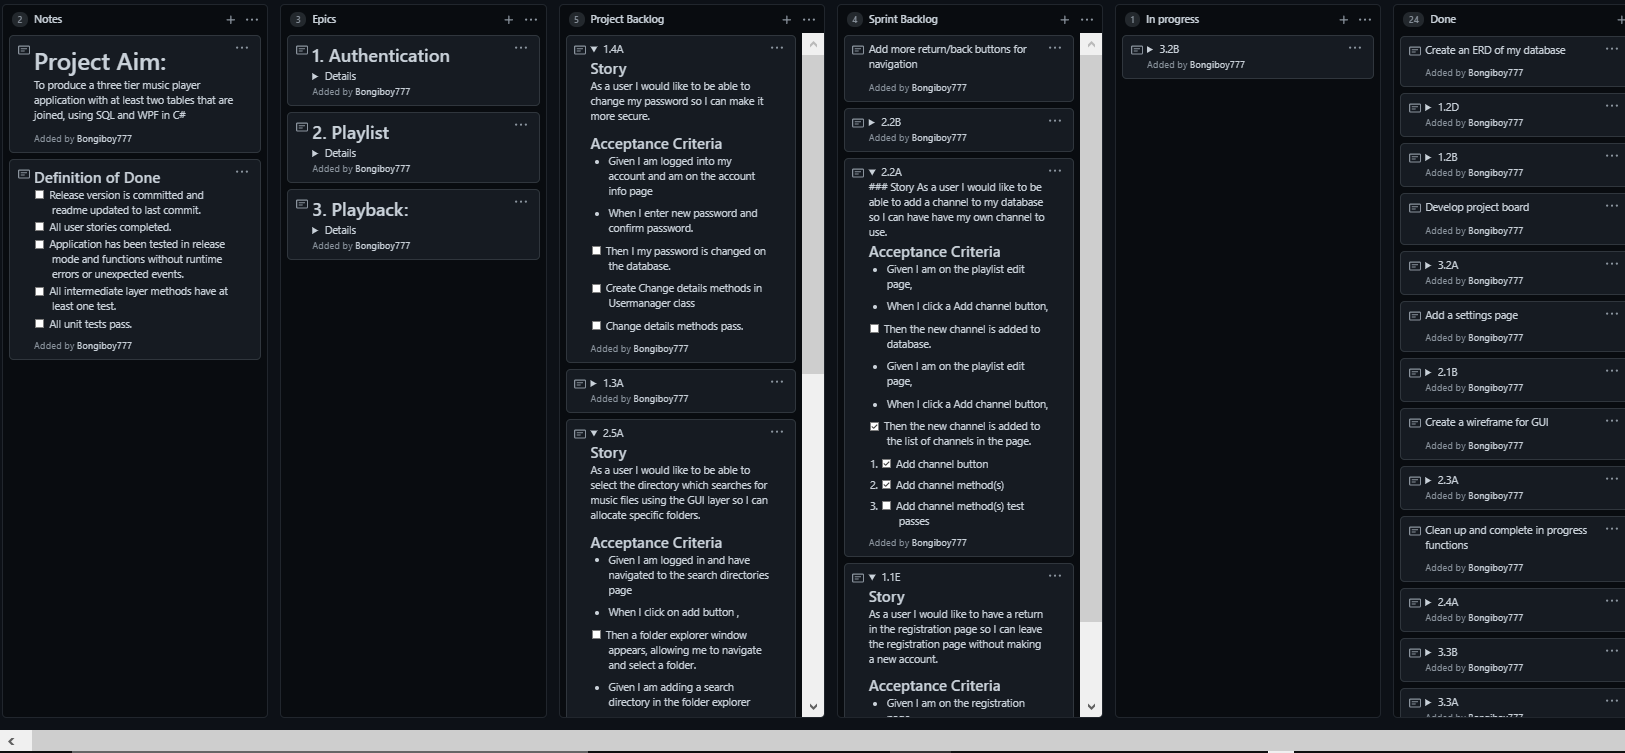 2 Notes + ...
Project Aim:
To produce a three tier music player
application with at least two tables that are
joined, using SQL and WPF in C#
Added by Bongiboy777
Definition of Done
Release version is committed and
readme updated to last commit.
All user stories completed.
Application has been tested in release
mode and functions without runtime
errors or unexpected events.
All intermediate layer methods have at
least one test.
All unit tests pass.
Added by Bongiboy777
3 Epics + ...
1. Authentication
Details
Added by Bongiboy777
2. Playlist
Details
Added by Bongiboy777
3. Playback:
Details
Added by Bongiboy777
5 Project Backlog + ...
1.4A
Story
As a user I would like to be able to
change my password so I can make it
more secure.
Acceptance Criteria
Given I am logged into my
account and am on the account
info page
When I enter new password and
confirm password.
Then I my password is changed on
the database.
Create Change details methods in
Usermanager class
Change details methods pass.
Added by Bongiboy777
1.3A
Added by Bongiboy777
2.5A
Story
As a user I would like to be able to
select the directory which searches for
music files using the GUI layer so I can
allocate specific folders.
Acceptance Criteria
Given I am logged in and have
navigated to the search directories
page
When I click on add button ,
Then a folder explorer window
appears, allowing me to navigate
and select a folder.
Given I am adding a search
directory in the folder explorer
4 Sprint Backlog + ...
Add more return/back buttons for
navigation
Added by Bongiboy777
2.2B
Added by Bongiboy777
2.2A
### Story As a user I would like to be
able to add a channel to my database
so I can have have my own channel to
use.
Acceptance Criteria
Given I am on the playlist edit
page,
When I click a Add channel button,
Then the new channel is added to
database.
Given I am on the playlist edit
page,
When I click a Add channel button,
Then the new channel is added to
the list of channels in the page.
1. Add channel button
2. Add channel method(s)
3. Add channel method(s) test
passes
Added by Bongiboy777
1.1E
Story
As a user I would like to have a return
in the registration page so I can leave
the registration page without making
a new account.
Acceptance Criteria
Given I am on the registration
1 In progress + ...
3.2B
Added by Bongiboy777
24 Done +
Create an ERD of my database
Added by Bongiboy777
1.2D
Added by Bongiboy777
1.2B
Added by Bongiboy777
Develop project board
Added by Bongiboy777
3.2A
Added by Bongiboy777
Add a settings page
Added by Bongiboy777
2.1B
Added by Bongiboy777
Create a wireframe for GUI
Added by Bongiboy777
2.3A
Added by Bongiboy777
Clean up and complete in progress
functions
Added by Bongiboy777
2.4A
Added by Bongiboy777
3.3B
Added by Bongiboy777
3.3A